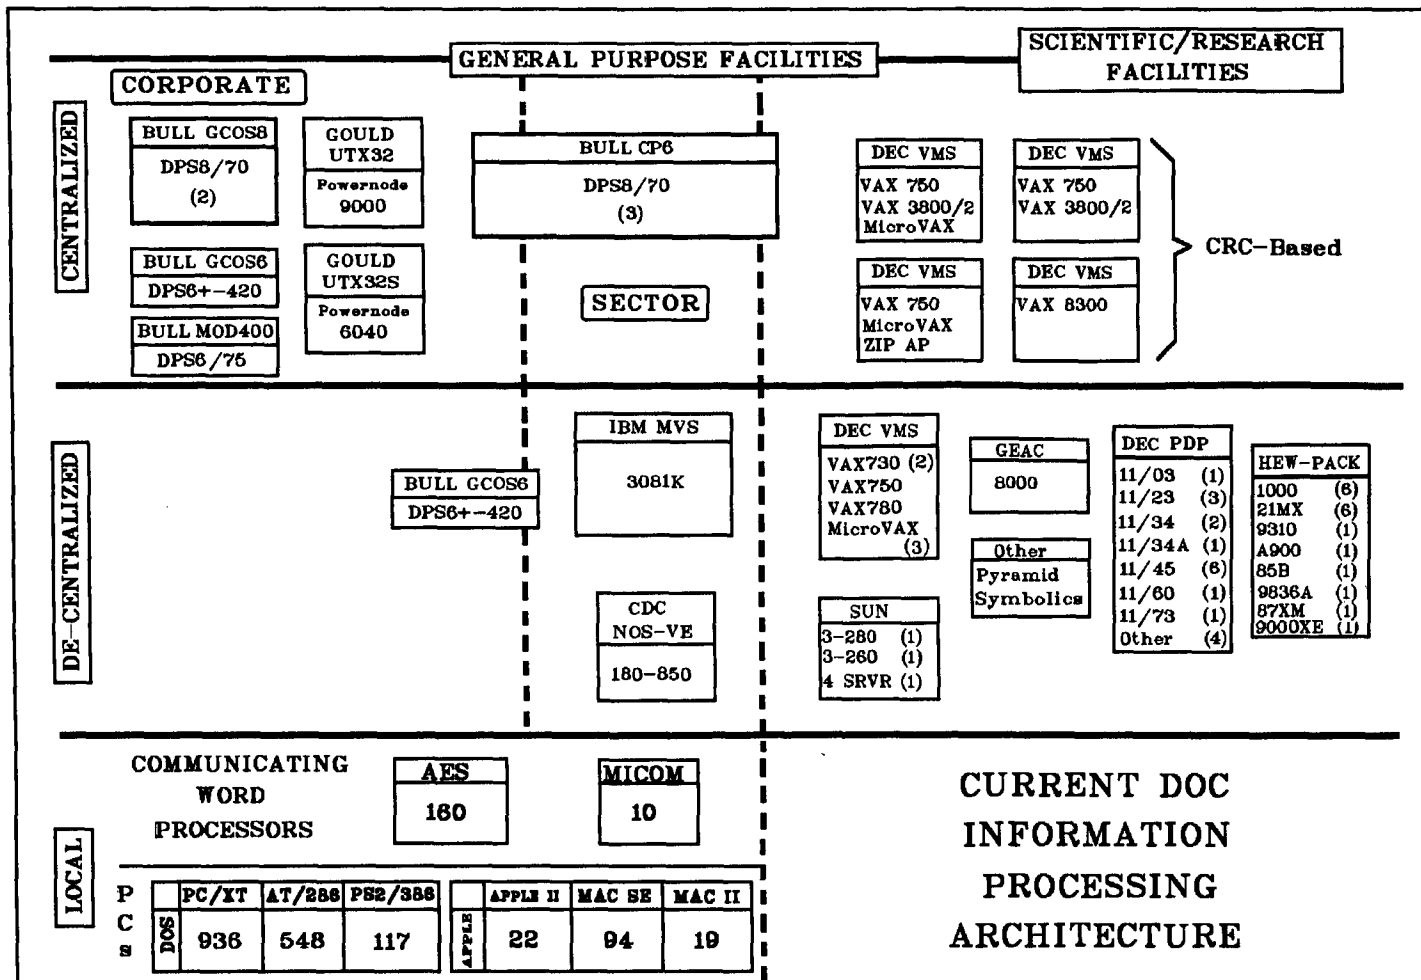 GENERAL PURPOSE FACILITIES
SCIENTIFIC/RESEARCH
FACILITIES
CENTRALIZED
CORPORATE
BULL GCOS8
DPS8/70
(2)
GOULD
UTX32
Powernode
9000
BULL GCOS6
DPS6+-420
BULL MOD400
DPS6/75
GOULD
UTX32S
Powernode
6040
BULL CP6
DPS8/70
(3)
SECTOR
DEC VMS
VAX 750
VAX 3800/2
MicroVAX
DEC VMS
VAX 750
VAX 3800/2
DEC VMS
VAX 750
MicroVAX
ZIP AP
DEC VMS
VAX 8300
CRC-Based
DE-CENTRALIZED
BULL GCOS6
DPS6+-420
IBM MVS
3081K
CDC
NOS-VE
180-850
DEC VMS
VAX730 (2)
VAX750
VAX780
MicroVAX
(3)
SUN
3-280 (1)
3-260 (1)
4 SRVR (1)
GEAC
8000
Other
Pyramid
Symbolics
DEC PDP
11/03 (1)
11/23 (3)
11/34 (2)
11/34A (1)
11/45 (6)
11/60 (1)
11/73 (1)
Other (4)
HEW-PACK
1000 (6)
21MX (6)
9310 (1)
A900 (1)
85B (1)
9836A (1)
87XM (1)
9000XE (1)
LOCAL
COMMUNICATING
WORD
PROCESSORS
AES
160
MICOM
10
PCs
DOS
PC/XT AT/286 PS2/386
936 548 117
APPLE
APPLE II MAC SE MAC II
22 94 19
CURRENT DOC
INFORMATION
PROCESSING
ARCHITECTURE